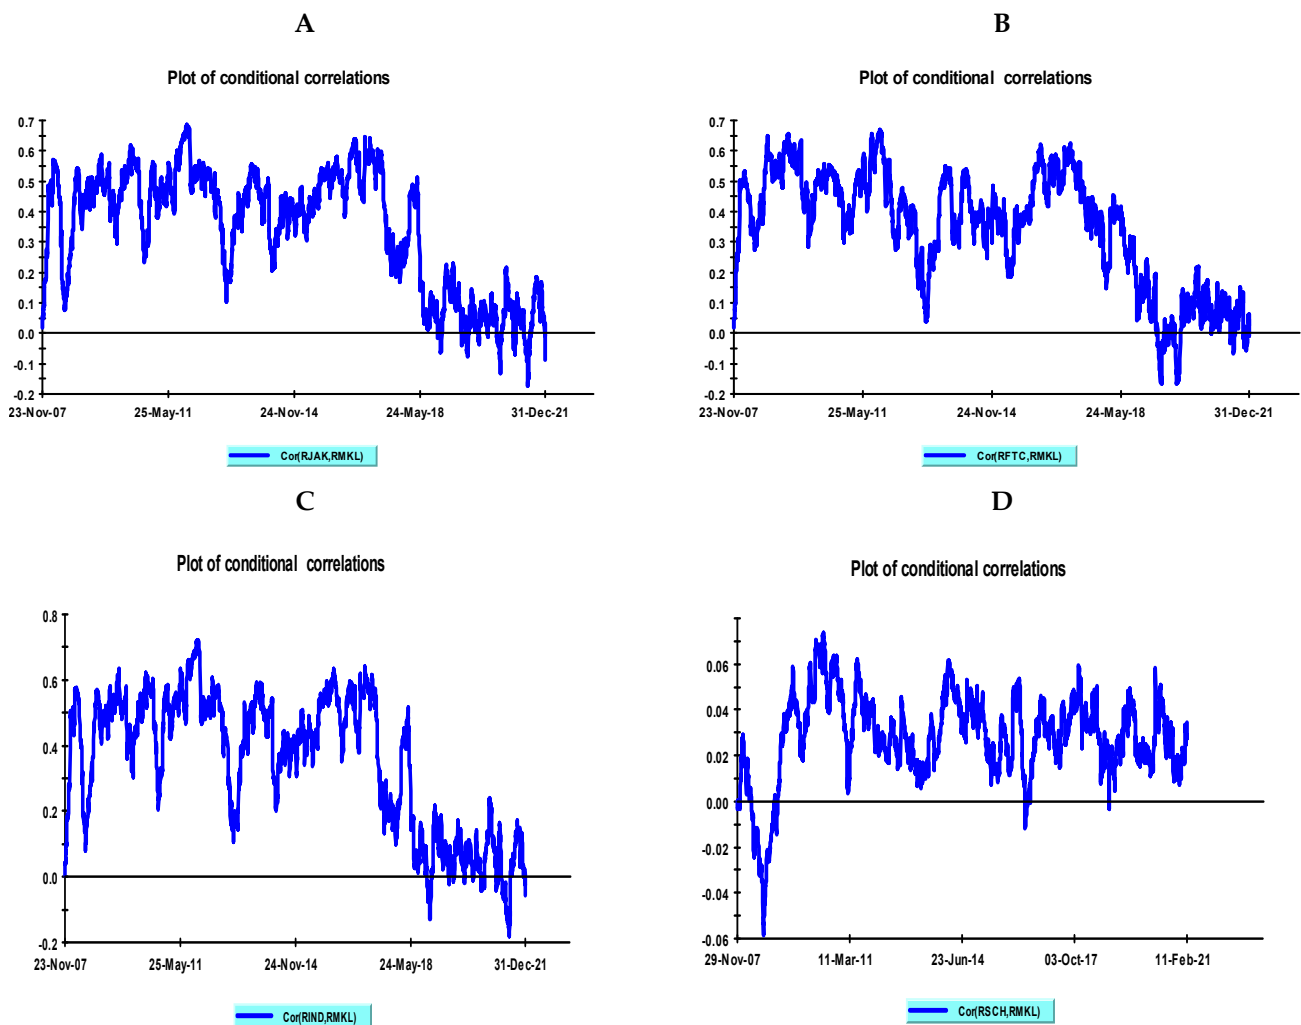 A
Plot of conditional correlations
0.7
0.6
0.5
0.4
0.3
0.2
0.1
0.0
-0.1
-0.2
23-Nov-07 25-May-11 24-Nov-14 24-May-18 31-Dec-21
Cor(RJAK,RMKL)
B
Plot of conditional correlations
0.7
0.6
0.5
0.4
0.3
0.2
0.1
0.0
-0.1
-0.2
23-Nov-07 25-May-11 24-Nov-14 24-May-18 31-Dec-21
Cor(RFTC,RMKL)
C
Plot of conditional correlations
0.8
0.6
0.4
0.2
0.0
-0.2
23-Nov-07 25-May-11 24-Nov-14 24-May-18 31-Dec-21
Cor(RIND,RMKL)
D
Plot of conditional correlations
0.06
0.04
0.02
0.00
-0.02
-0.04
-0.06
29-Nov-07 11-Mar-11 23-Jun-14 03-Oct-17 11-Feb-21
Cor(RSCH,RMKL)